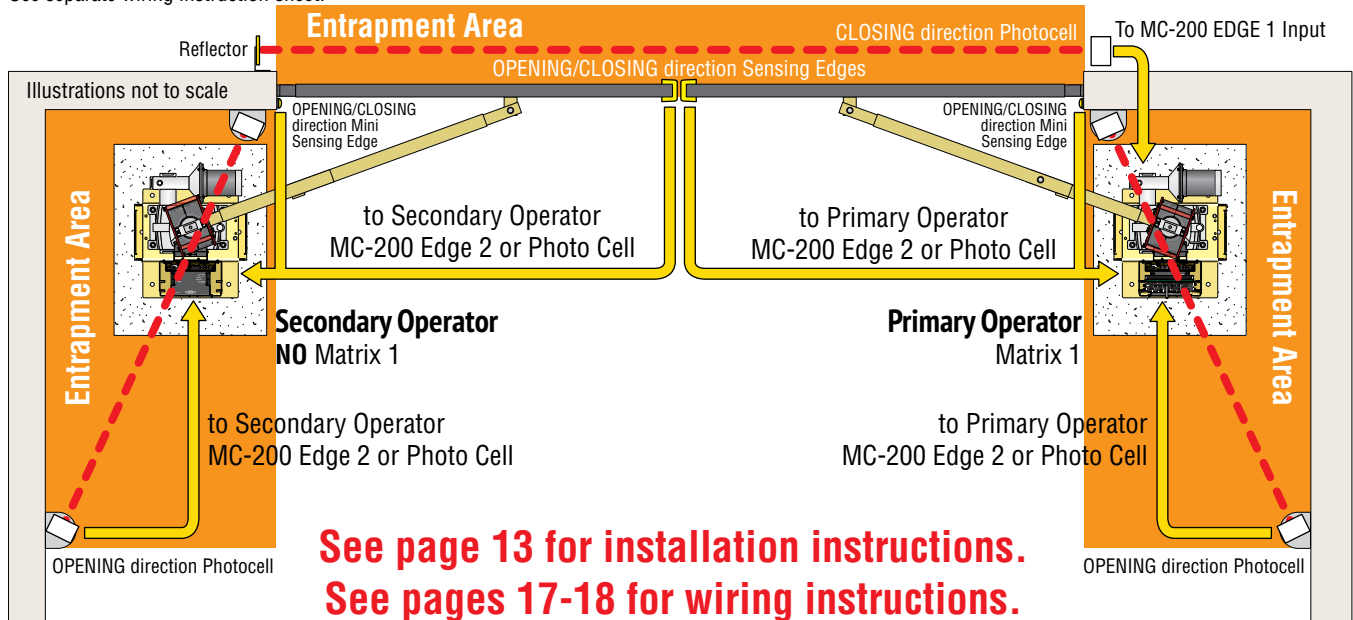 See separate wiring instruction sheet.
Entrapment Area
CLOSING direction Photocell
To MC-200 EDGE 1 Input
Reflector
OPENING/CLOSING direction Sensing Edges
Illustrations not to scale
OPENING/CLOSING
direction Mini
Sensing Edge
OPENING/CLOSING
direction Mini
Sensing Edge
Entrapment Area
to Secondary Operator
MC-200 Edge 2 or Photo Cell
to Primary Operator
MC-200 Edge 2 or Photo Cell
Entrapment Area
Secondary Operator
NO Matrix 1
Primary Operator
Matrix 1
to Secondary Operator
MC-200 Edge 2 or Photo Cell
to Primary Operator
MC-200 Edge 2 or Photo Cell
OPENING direction Photocell
OPENING direction Photocell
See page 13 for installation instructions.
See pages 17-18 for wiring instructions.